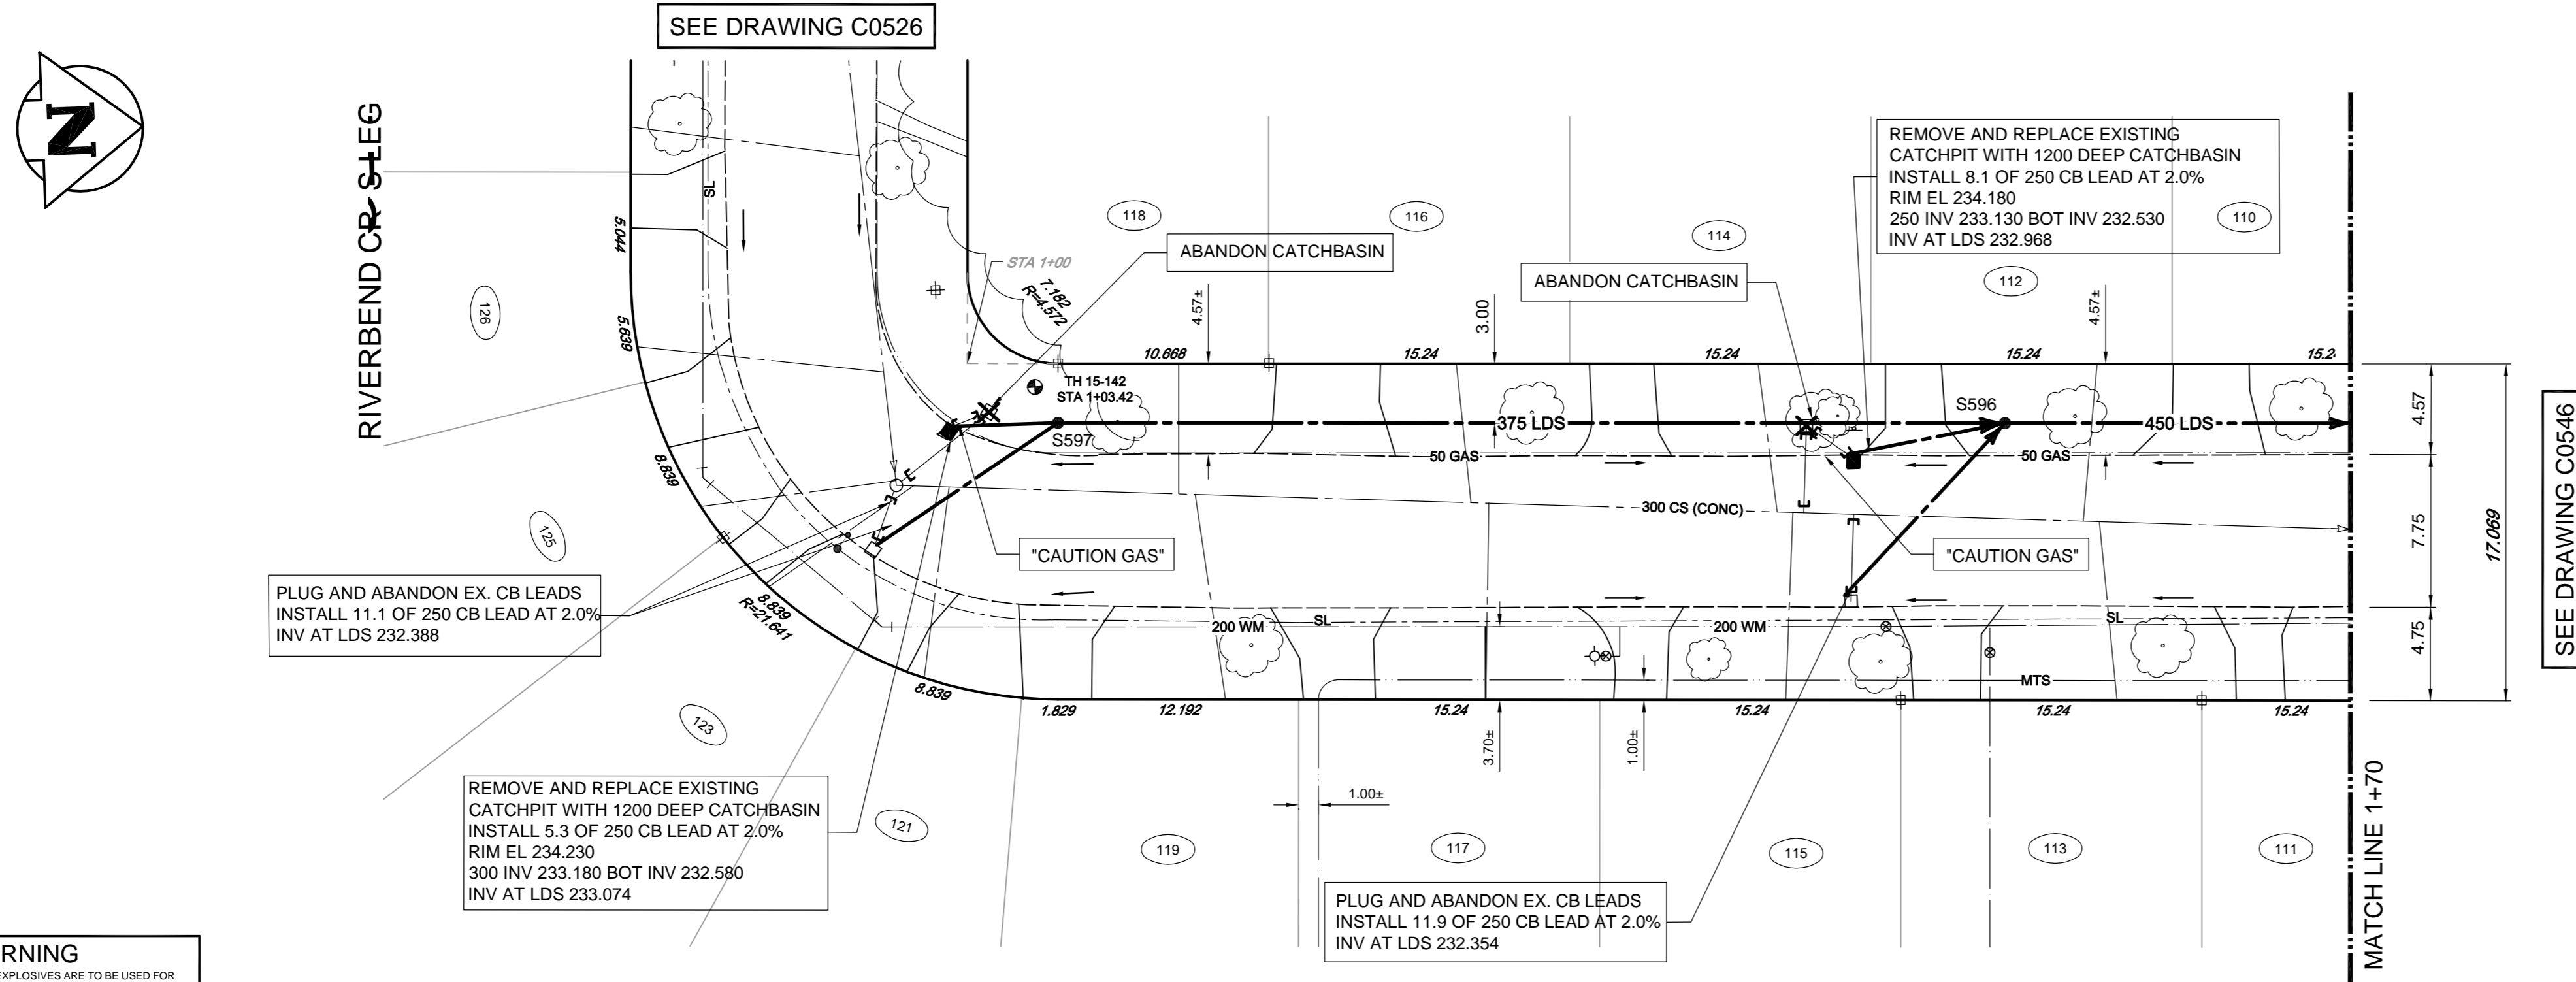 SEE DRAWING C0526
N
RIVERBEND CR S LEG
SL
5.044
5.639
8.839
8.839
R=21.641
8.839
1.829
12.192
15.24
15.24
15.24
15.24
126
125
123
121
119
117
115
113
111
118
116
114
112
110
STA 1+00
7.182
R=4.572
ABANDON CATCHBASIN
ABANDON CATCHBASIN
REMOVE AND REPLACE EXISTING
CATCHPIT WITH 1200 DEEP CATCHBASIN
INSTALL 8.1 OF 250 CB LEAD AT 2.0%
RIM EL 234.180
250 INV 233.130 BOT INV 232.530
INV AT LDS 232.968
4.57±
3.00
4.57±
10.668
15.24
15.24
15.24
15.2
TH 15-142
STA 1+03.42
S597
375 LDS
S596
450 LDS
50 GAS
50 GAS
300 CS (CONC)
"CAUTION GAS"
"CAUTION GAS"
200 WM
SL
200 WM
SL
MTS
3.70±
1.00±
1.00±
4.57
7.75
4.75
17.069
SEE DRAWING C0546
MATCH LINE 1+70
PLUG AND ABANDON EX. CB LEADS
INSTALL 11.1 OF 250 CB LEAD AT 2.0%
INV AT LDS 232.388
REMOVE AND REPLACE EXISTING
CATCHPIT WITH 1200 DEEP CATCHBASIN
INSTALL 5.3 OF 250 CB LEAD AT 2.0%
RIM EL 234.230
300 INV 233.180 BOT INV 232.580
INV AT LDS 233.074
PLUG AND ABANDON EX. CB LEADS
INSTALL 11.9 OF 250 CB LEAD AT 2.0%
INV AT LDS 232.354
RNING
EXPLOSIVES ARE TO BE USED FOR